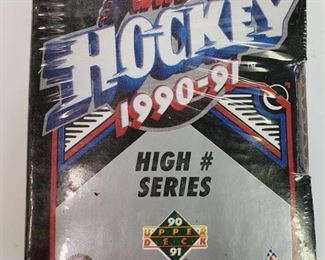 HOCKEY
1990-91
HIGH #
SERIES
90
UPPER
DECK
91